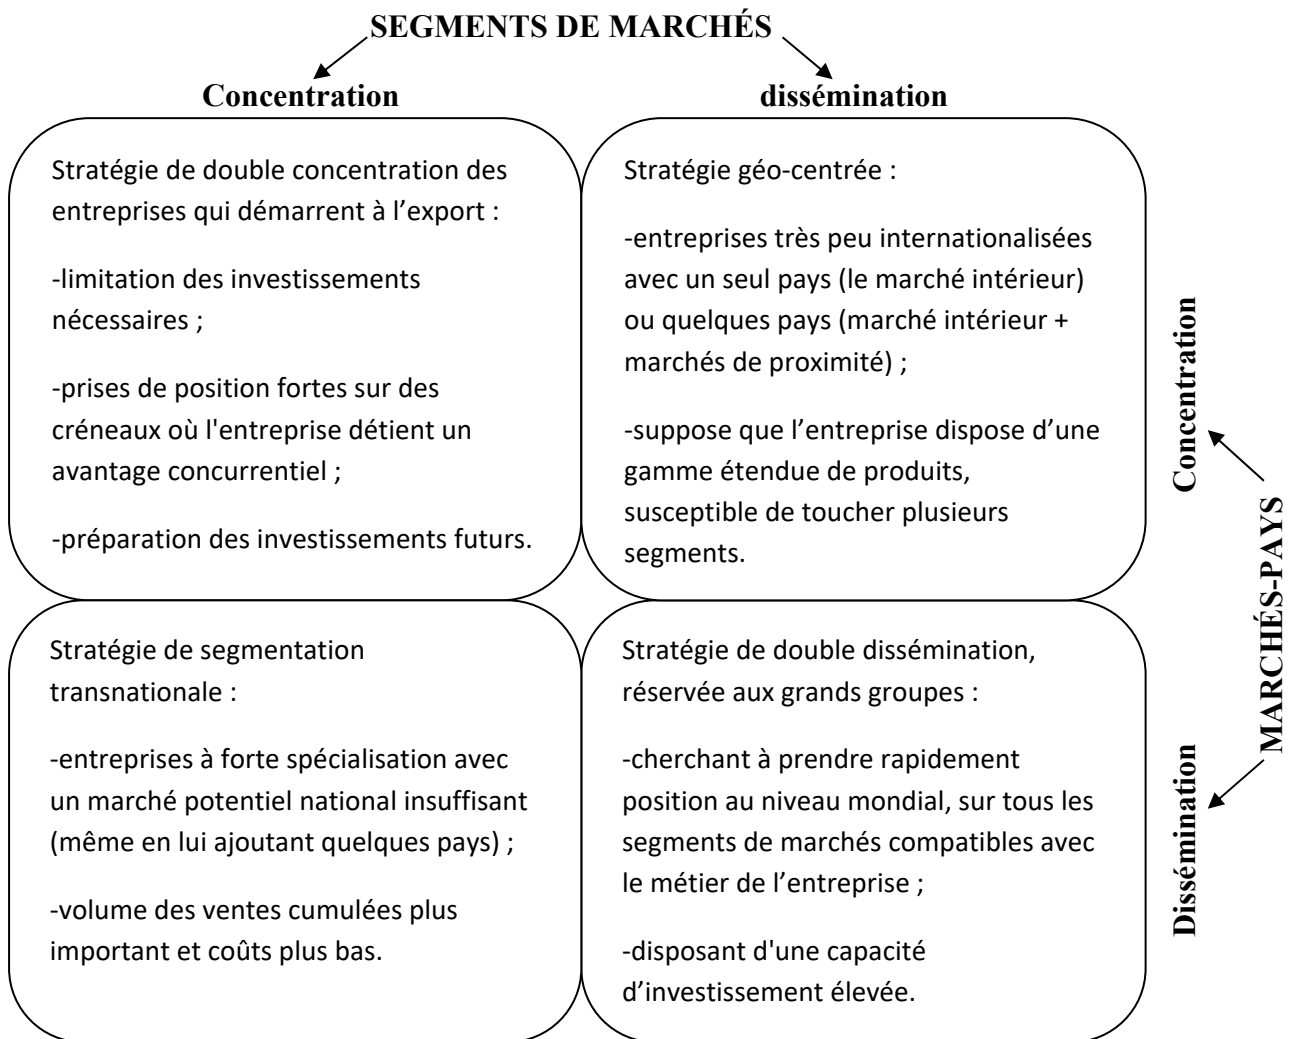 SEGMENTS DE MARCHÉS
Concentration
dissémination
Stratégie de double concentration des
entreprises qui démarrent à l’export :
-limitation des investissements
nécessaires ;
-prises de position fortes sur des
créneaux où l'entreprise détient un
avantage concurrentiel ;
-préparation des investissements futurs.
Stratégie géo-centrée :
-entreprises très peu internationalisées
avec un seul pays (le marché intérieur)
ou quelques pays (marché intérieur +
marchés de proximité) ;
-suppose que l’entreprise dispose d’une
gamme étendue de produits,
susceptible de toucher plusieurs
segments.
Concentration
MARCHÉS-PAYS
Stratégie de segmentation
transnationale :
-entreprises à forte spécialisation avec
un marché potentiel national insuffisant
(même en lui ajoutant quelques pays) ;
-volume des ventes cumulées plus
important et coûts plus bas.
Stratégie de double dissémination,
réservée aux grands groupes :
-cherchant à prendre rapidement
position au niveau mondial, sur tous les
segments de marchés compatibles avec
le métier de l’entreprise ;
-disposant d'une capacité
d’investissement élevée.
Dissémination